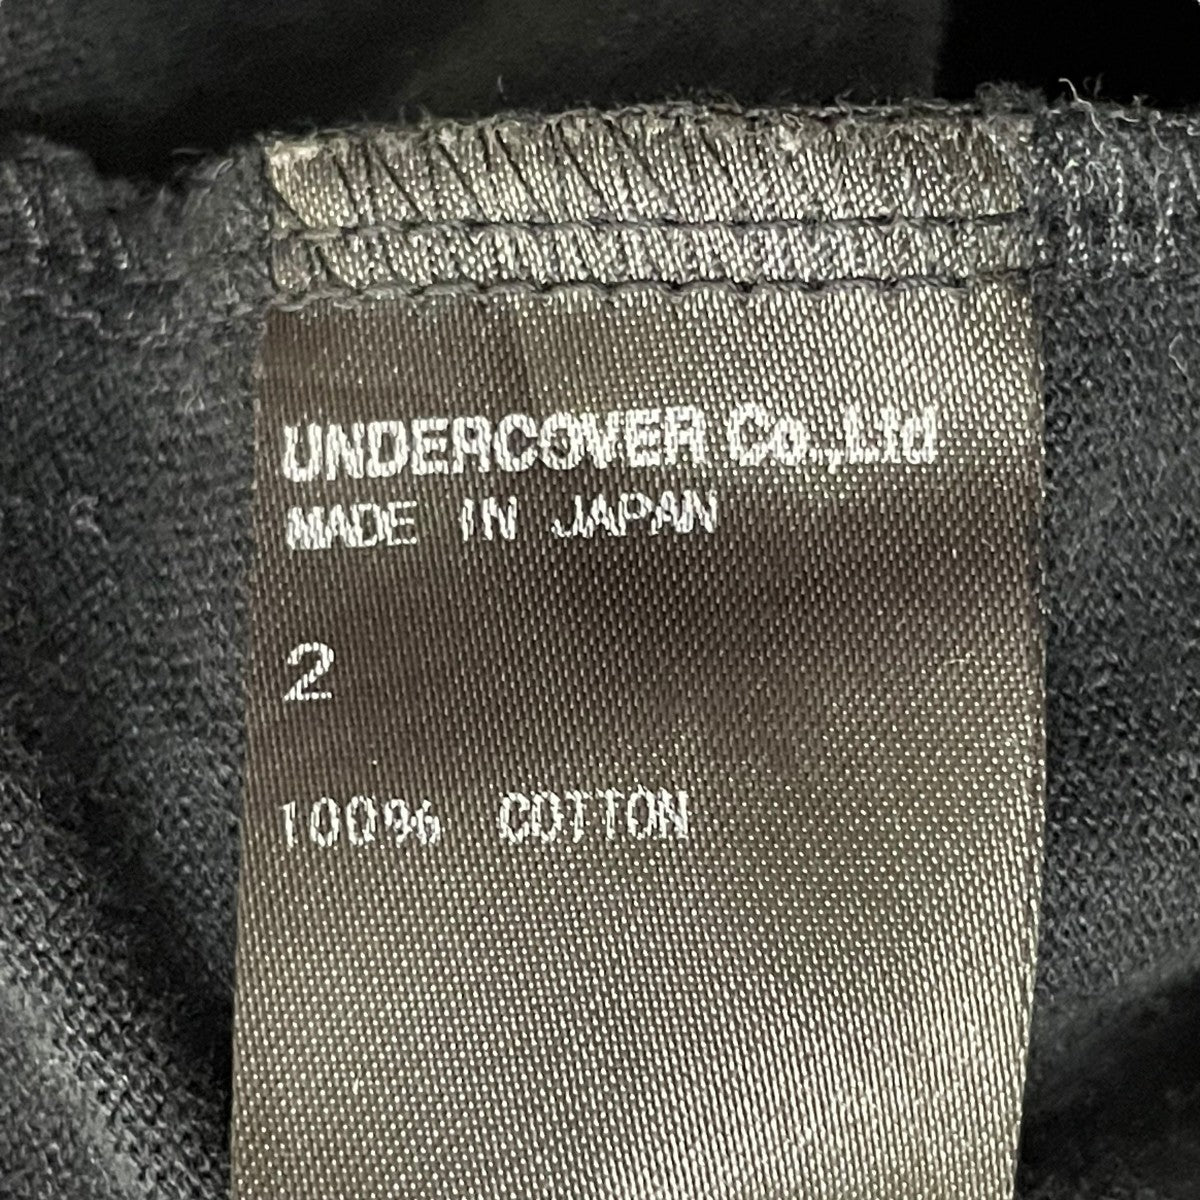 UNDERCOVER Co.,Ltd
MADE IN JAPAN
2
100% COTTON